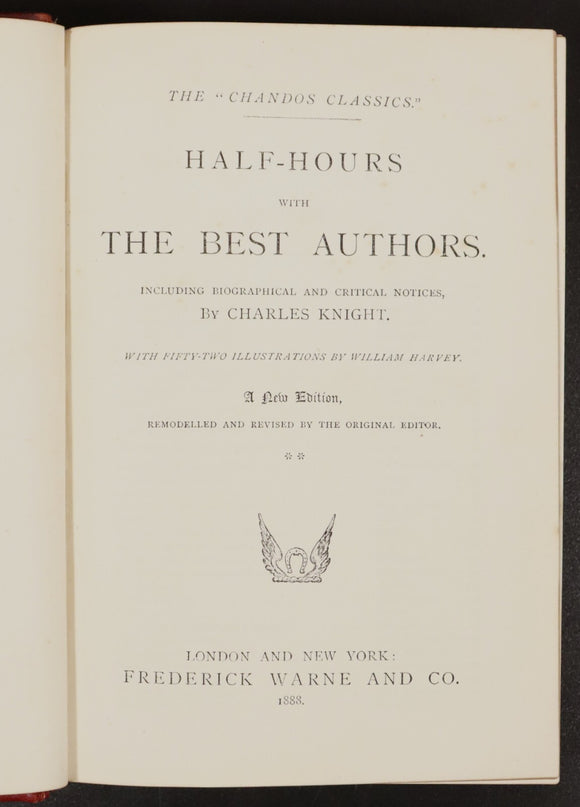 THE "CHANDOS CLASSICS."
HALF-HOURS
WITH
THE BEST AUTHORS.
INCLUDING BIOGRAPHICAL AND CRITICAL NOTICES,
BY CHARLES KNIGHT.
WITH FIFTY-TWO ILLUSTRATIONS BY WILLIAM HARVEY.
A New Edition,
REMODELLED AND REVISED BY THE ORIGINAL EDITOR.
* *
LONDON AND NEW YORK:
FREDERICK WARNE AND CO.
1888.